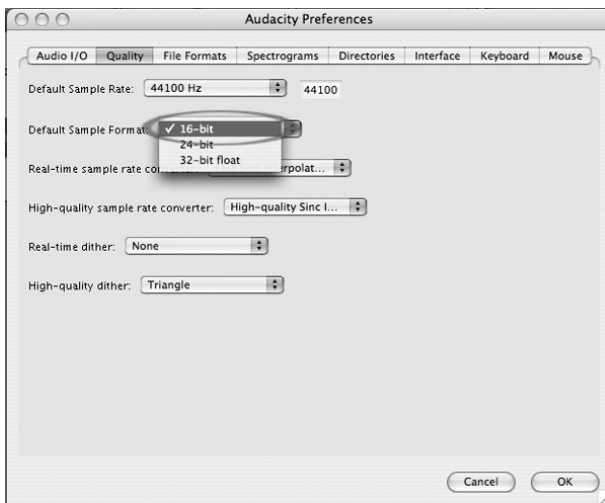 Audacity Preferences
Audio I/O Quality File Formats Spectrograms Directories Interface Keyboard Mouse
Default Sample Rate: 44100 Hz 44100
Default Sample Format: ✓ 16-bit
24-bit
32-bit float
Real-time sample rate erpolat...
High-quality sample rate converter: High-quality Sinc I...
Real-time dither: None
High-quality dither: Triangle
Cancel OK